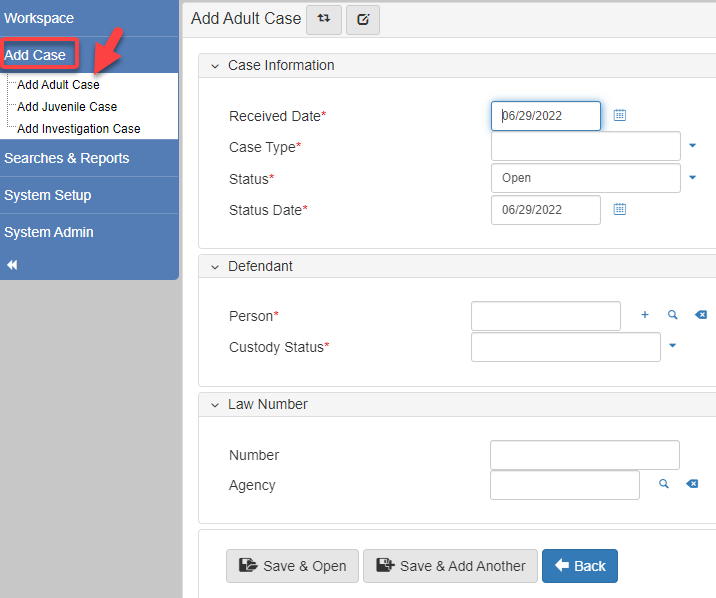 Workspace
Add Case
Add Adult Case
Add Juvenile Case
Add Investigation Case
Searches & Reports
System Setup
System Admin
Add Adult Case
Case Information
Received Date* 06/29/2022
Case Type*
Status* Open
Status Date* 06/29/2022
Defendant
Person*
Custody Status*
Law Number
Number
Agency
Save & Open Save & Add Another Back